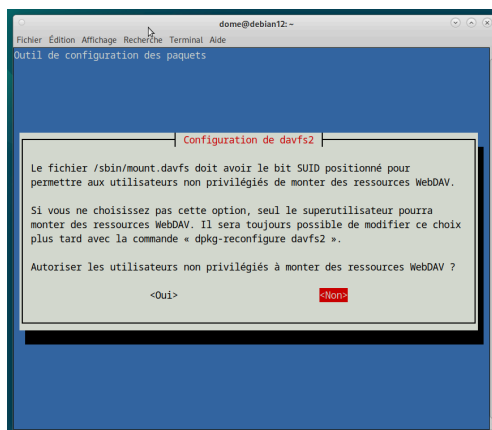 dome@debian12: ~
Fichier Édition Affichage Recherche Terminal Aide
Outil de configuration des paquets
Configuration de davfs2
Le fichier /sbin/mount.davfs doit avoir le bit SUID positionné pour
permettre aux utilisateurs non privilégiés de monter des ressources WebDAV.
Si vous ne choisissez pas cette option, seul le superutilisateur pourra
monter des ressources WebDAV. Il sera toujours possible de modifier ce choix
plus tard avec la commande « dpkg-reconfigure davfs2 ».
Autoriser les utilisateurs non privilégiés à monter des ressources WebDAV ?
<Oui> <Non>